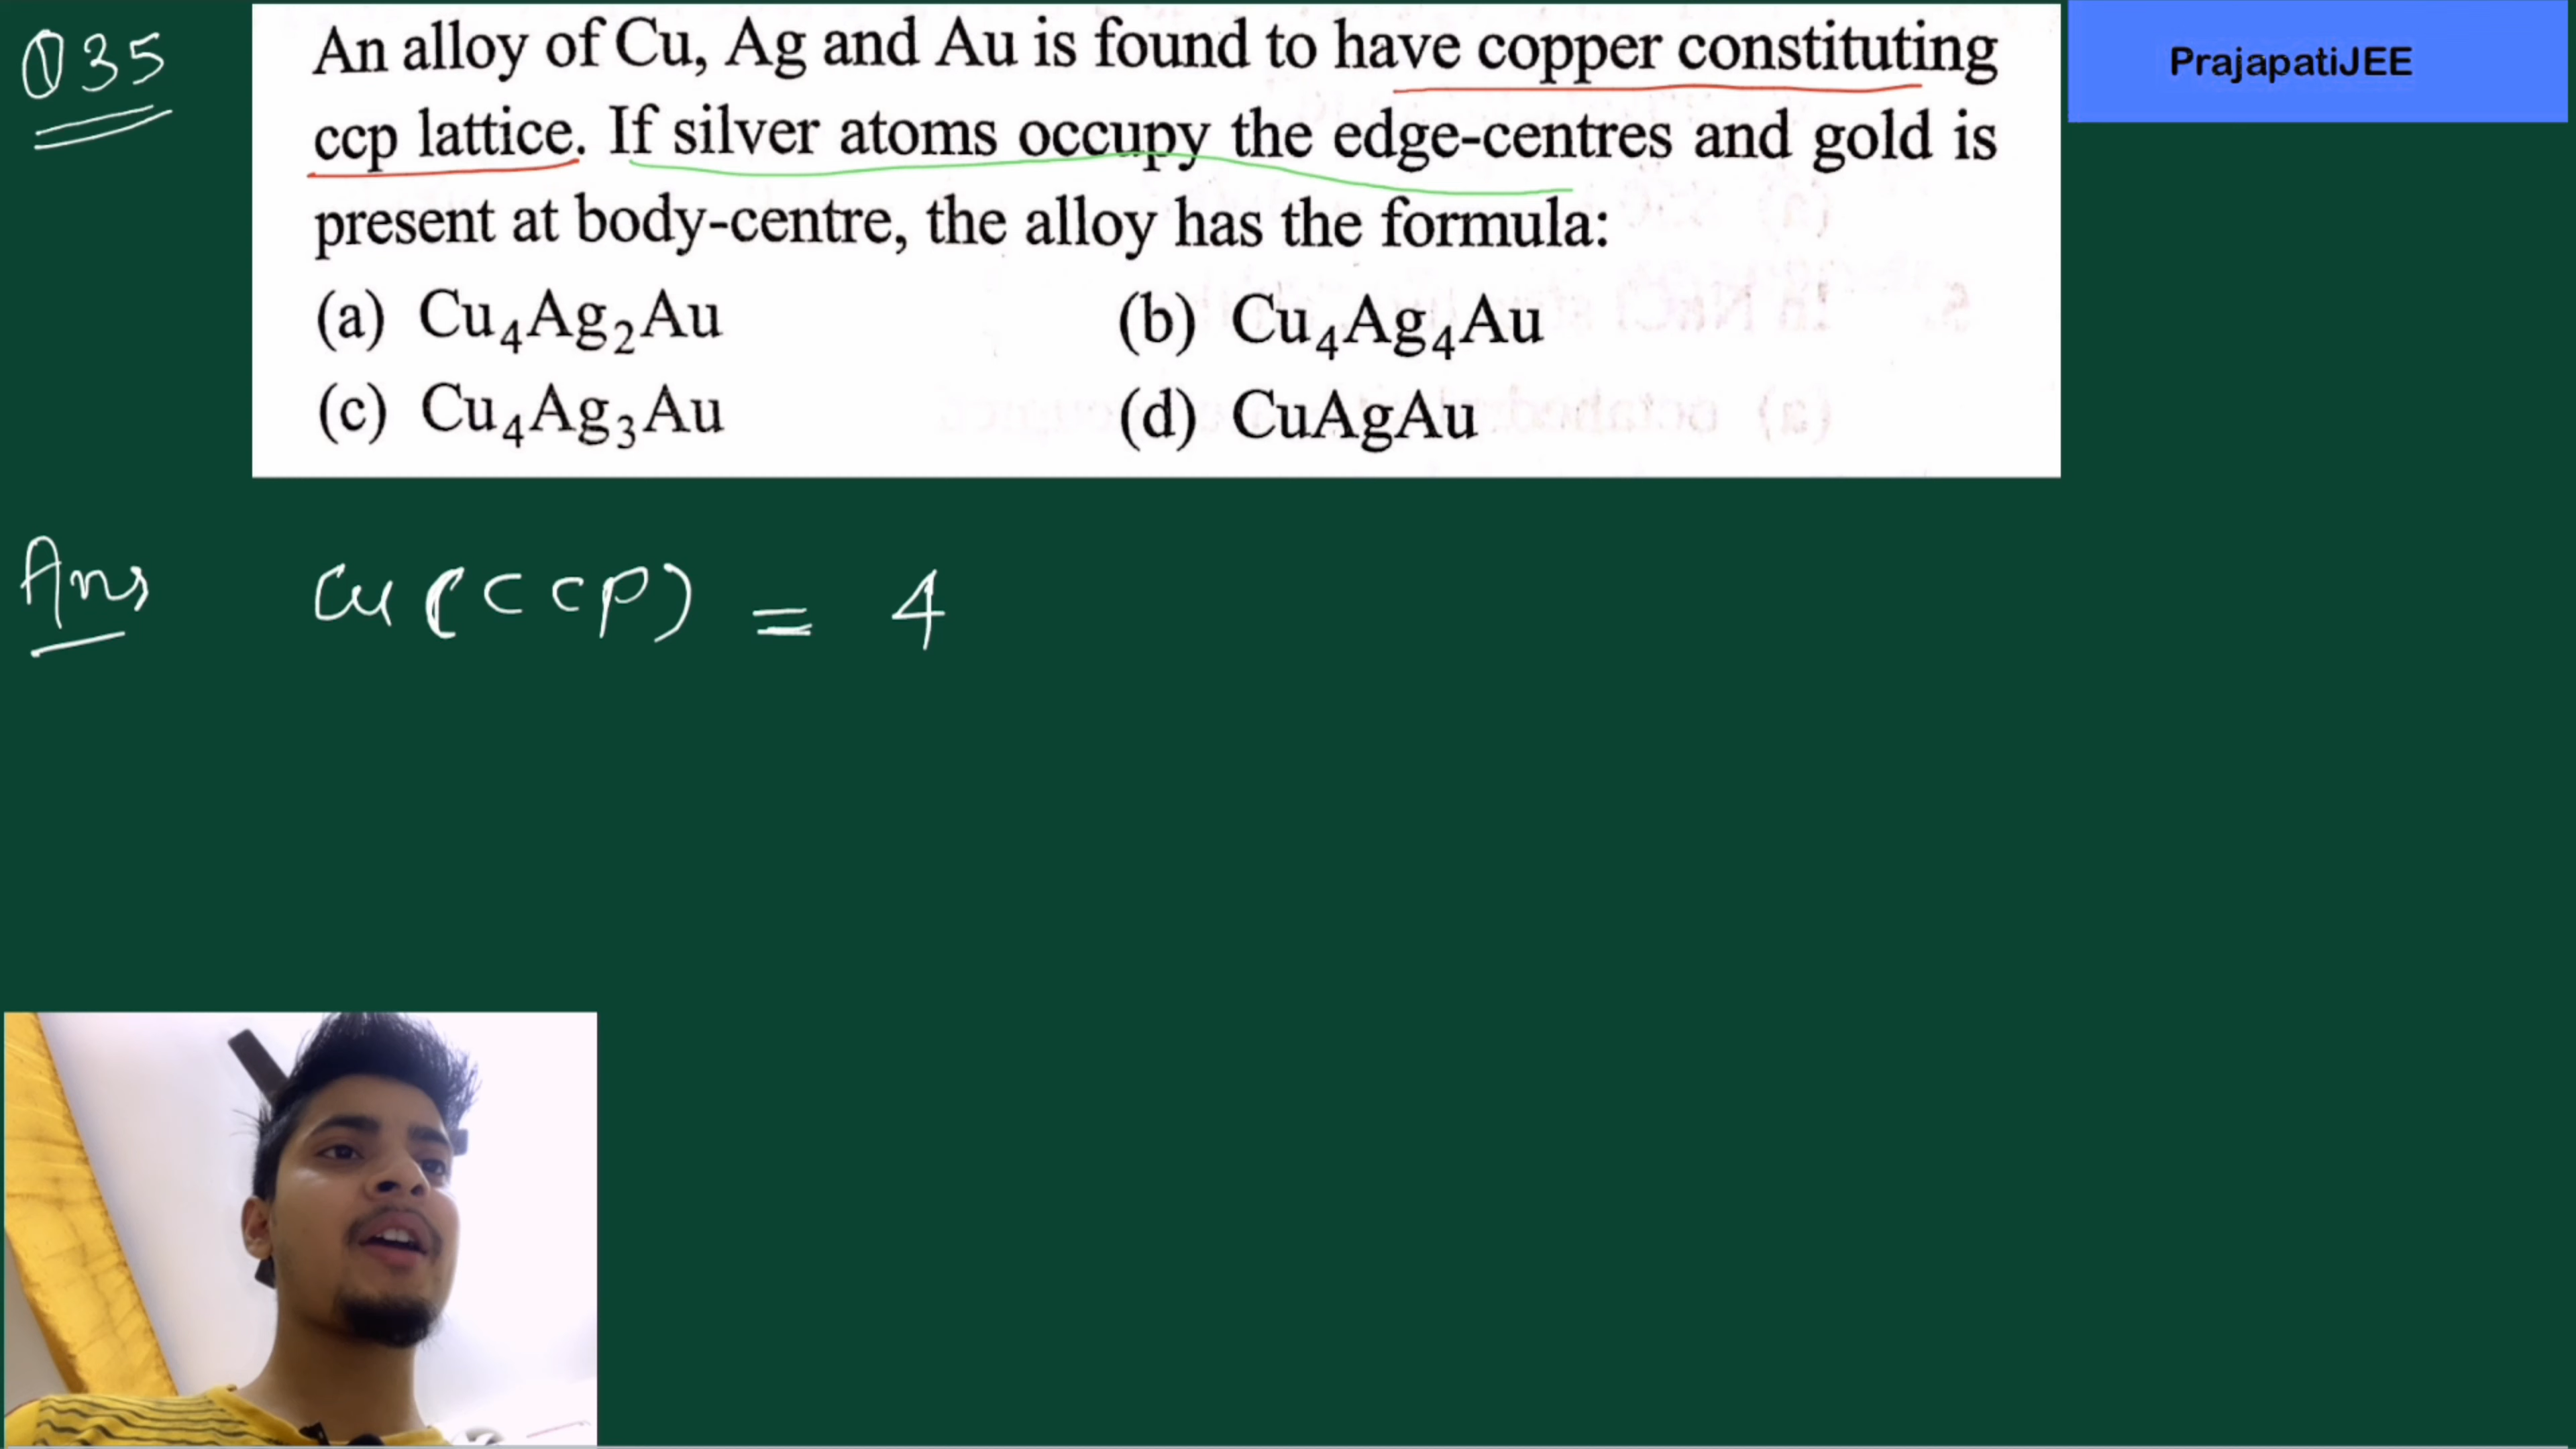 Q35
An alloy of Cu, Ag and Au is found to have copper constituting
ccp lattice. If silver atoms occupy the edge-centres and gold is
present at body-centre, the alloy has the formula:
(a) Cu₄Ag₂Au (b) Cu₄Ag₄Au
(c) Cu₄Ag₃Au (d) CuAgAu
PrajapatiJEE
Ans Cu (ccp) = 4